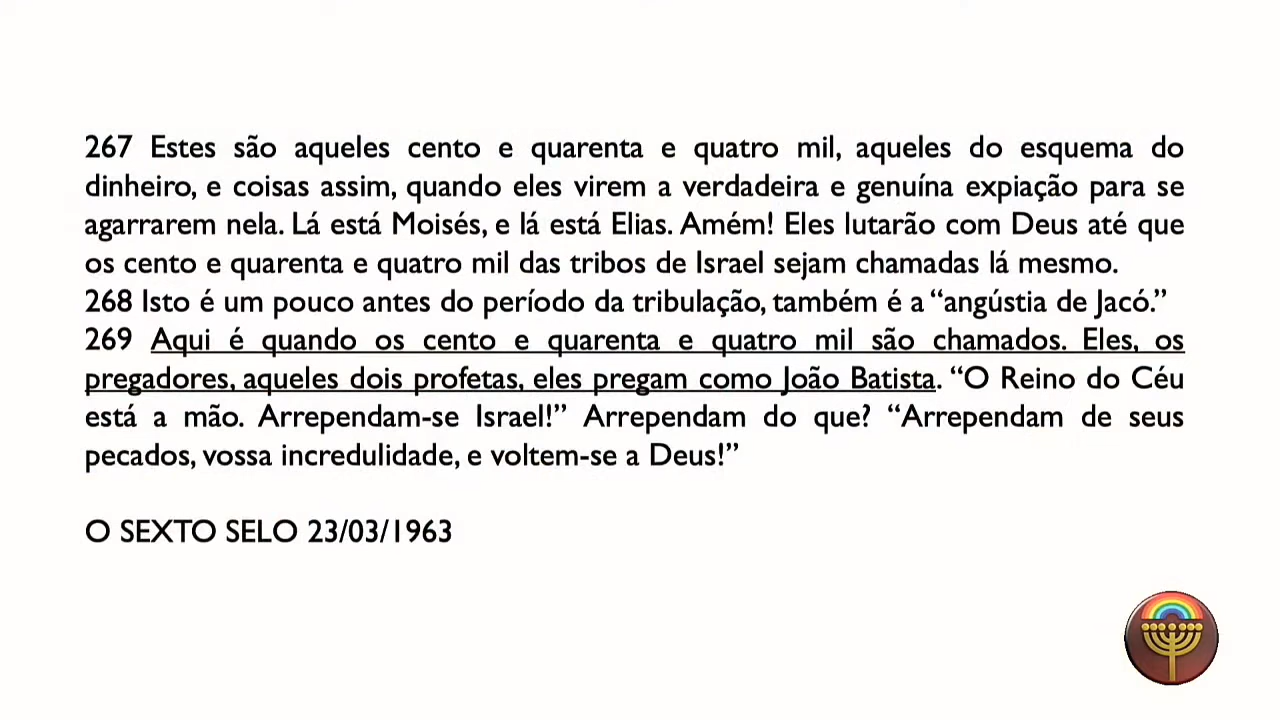 267 Estes são aqueles cento e quarenta e quatro mil, aqueles do esquema do
dinheiro, e coisas assim, quando eles virem a verdadeira e genuína expiação para se
agarrarem nela. Lá está Moisés, e lá está Elias. Amém! Eles lutarão com Deus até que
os cento e quarenta e quatro mil das tribos de Israel sejam chamadas lá mesmo.
268 Isto é um pouco antes do período da tribulação, também é a “angústia de Jacó.”
269 Aqui é quando os cento e quarenta e quatro mil são chamados. Eles, os
pregadores, aqueles dois profetas, eles pregam como João Batista. “O Reino do Céu
está a mão. Arrependam-se Israel!” Arrependam do que? “Arrependam de seus
pecados, vossa incredulidade, e voltem-se a Deus!”
O SEXTO SELO 23/03/1963